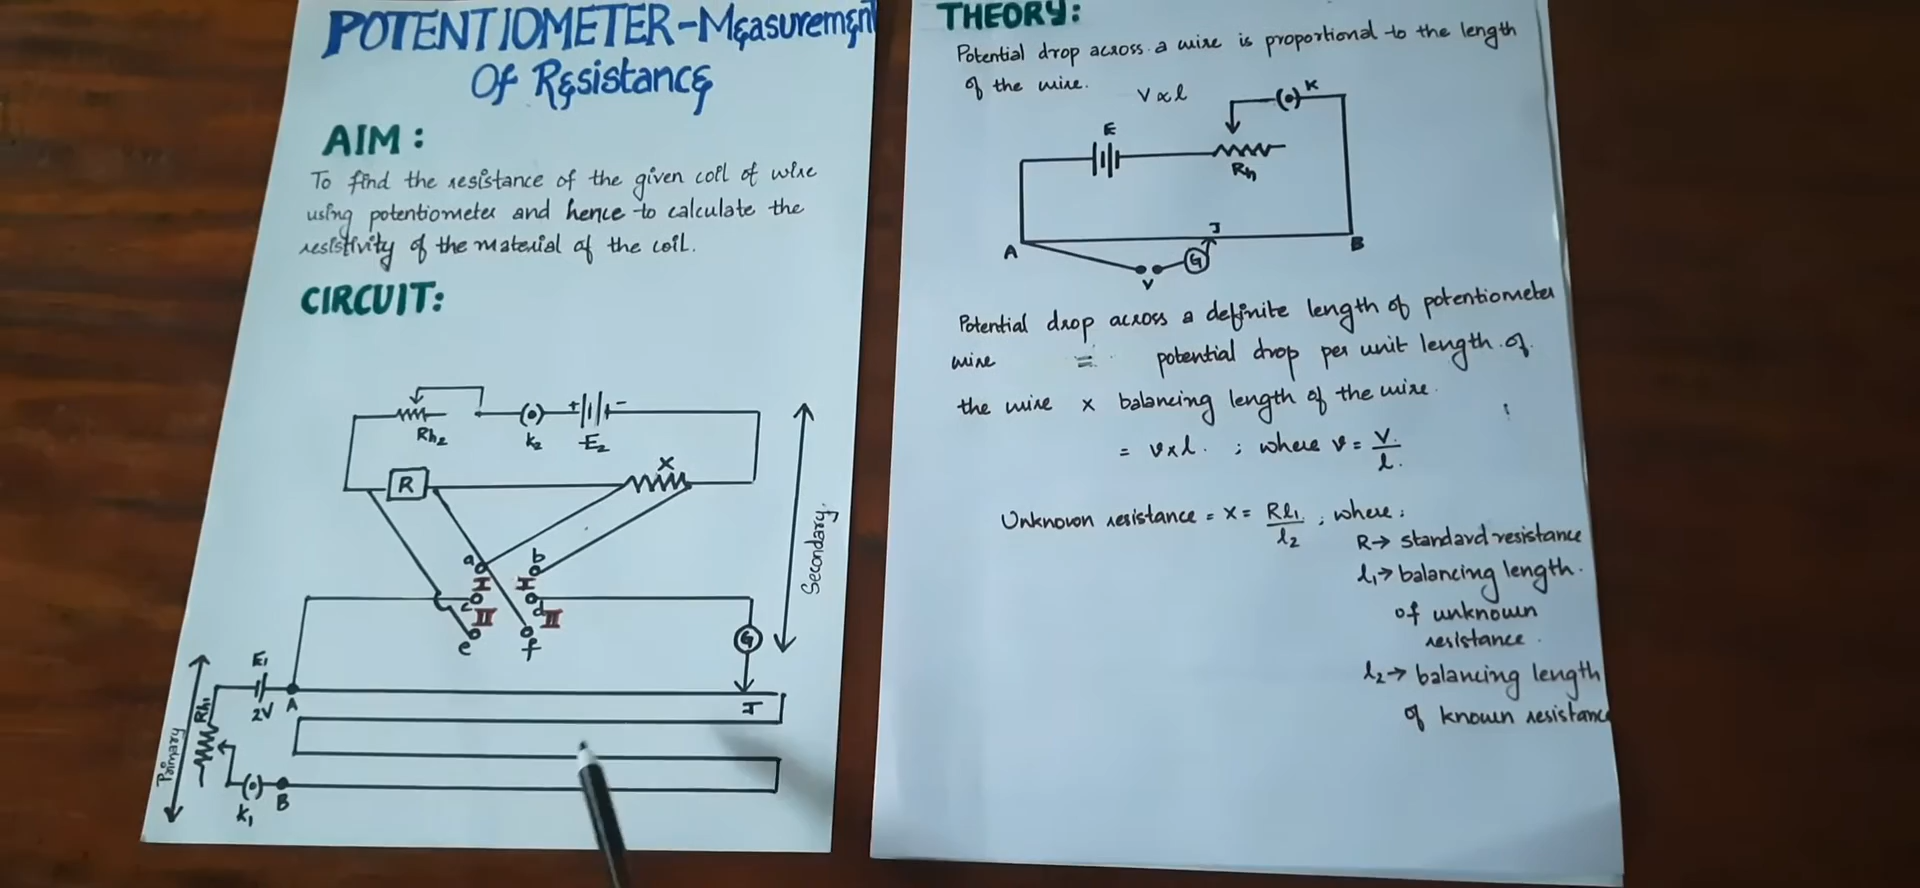 POTENTIOMETER-Measurement
Of Resistance
AIM:
To find the resistance of the given coil of wire
using potentiometer and hence to calculate the
resistivity of the material of the coil.
CIRCUIT:
Rh2
K2
+ -
E2
R
X
a
b
I
I
c
d
II
II
e
f
G
Secondary
E1
2V
A
J
Rh1
Primary
K1
B
THEORY:
Potential drop across a wire is proportional to the length
of the wire.
V ∝ l
K
E
Rh
A
J
B
G
V
Potential drop across a definite length of potentiometer
wire = potential drop per unit length of
the wire x balancing length of the wire.
= v x l. ; where v = V/l.
Unknown resistance = X = Rl1/l2 ; where:
R→ standard resistance
l1→ balancing length
of unknown
resistance.
l2→ balancing length
of known resistance